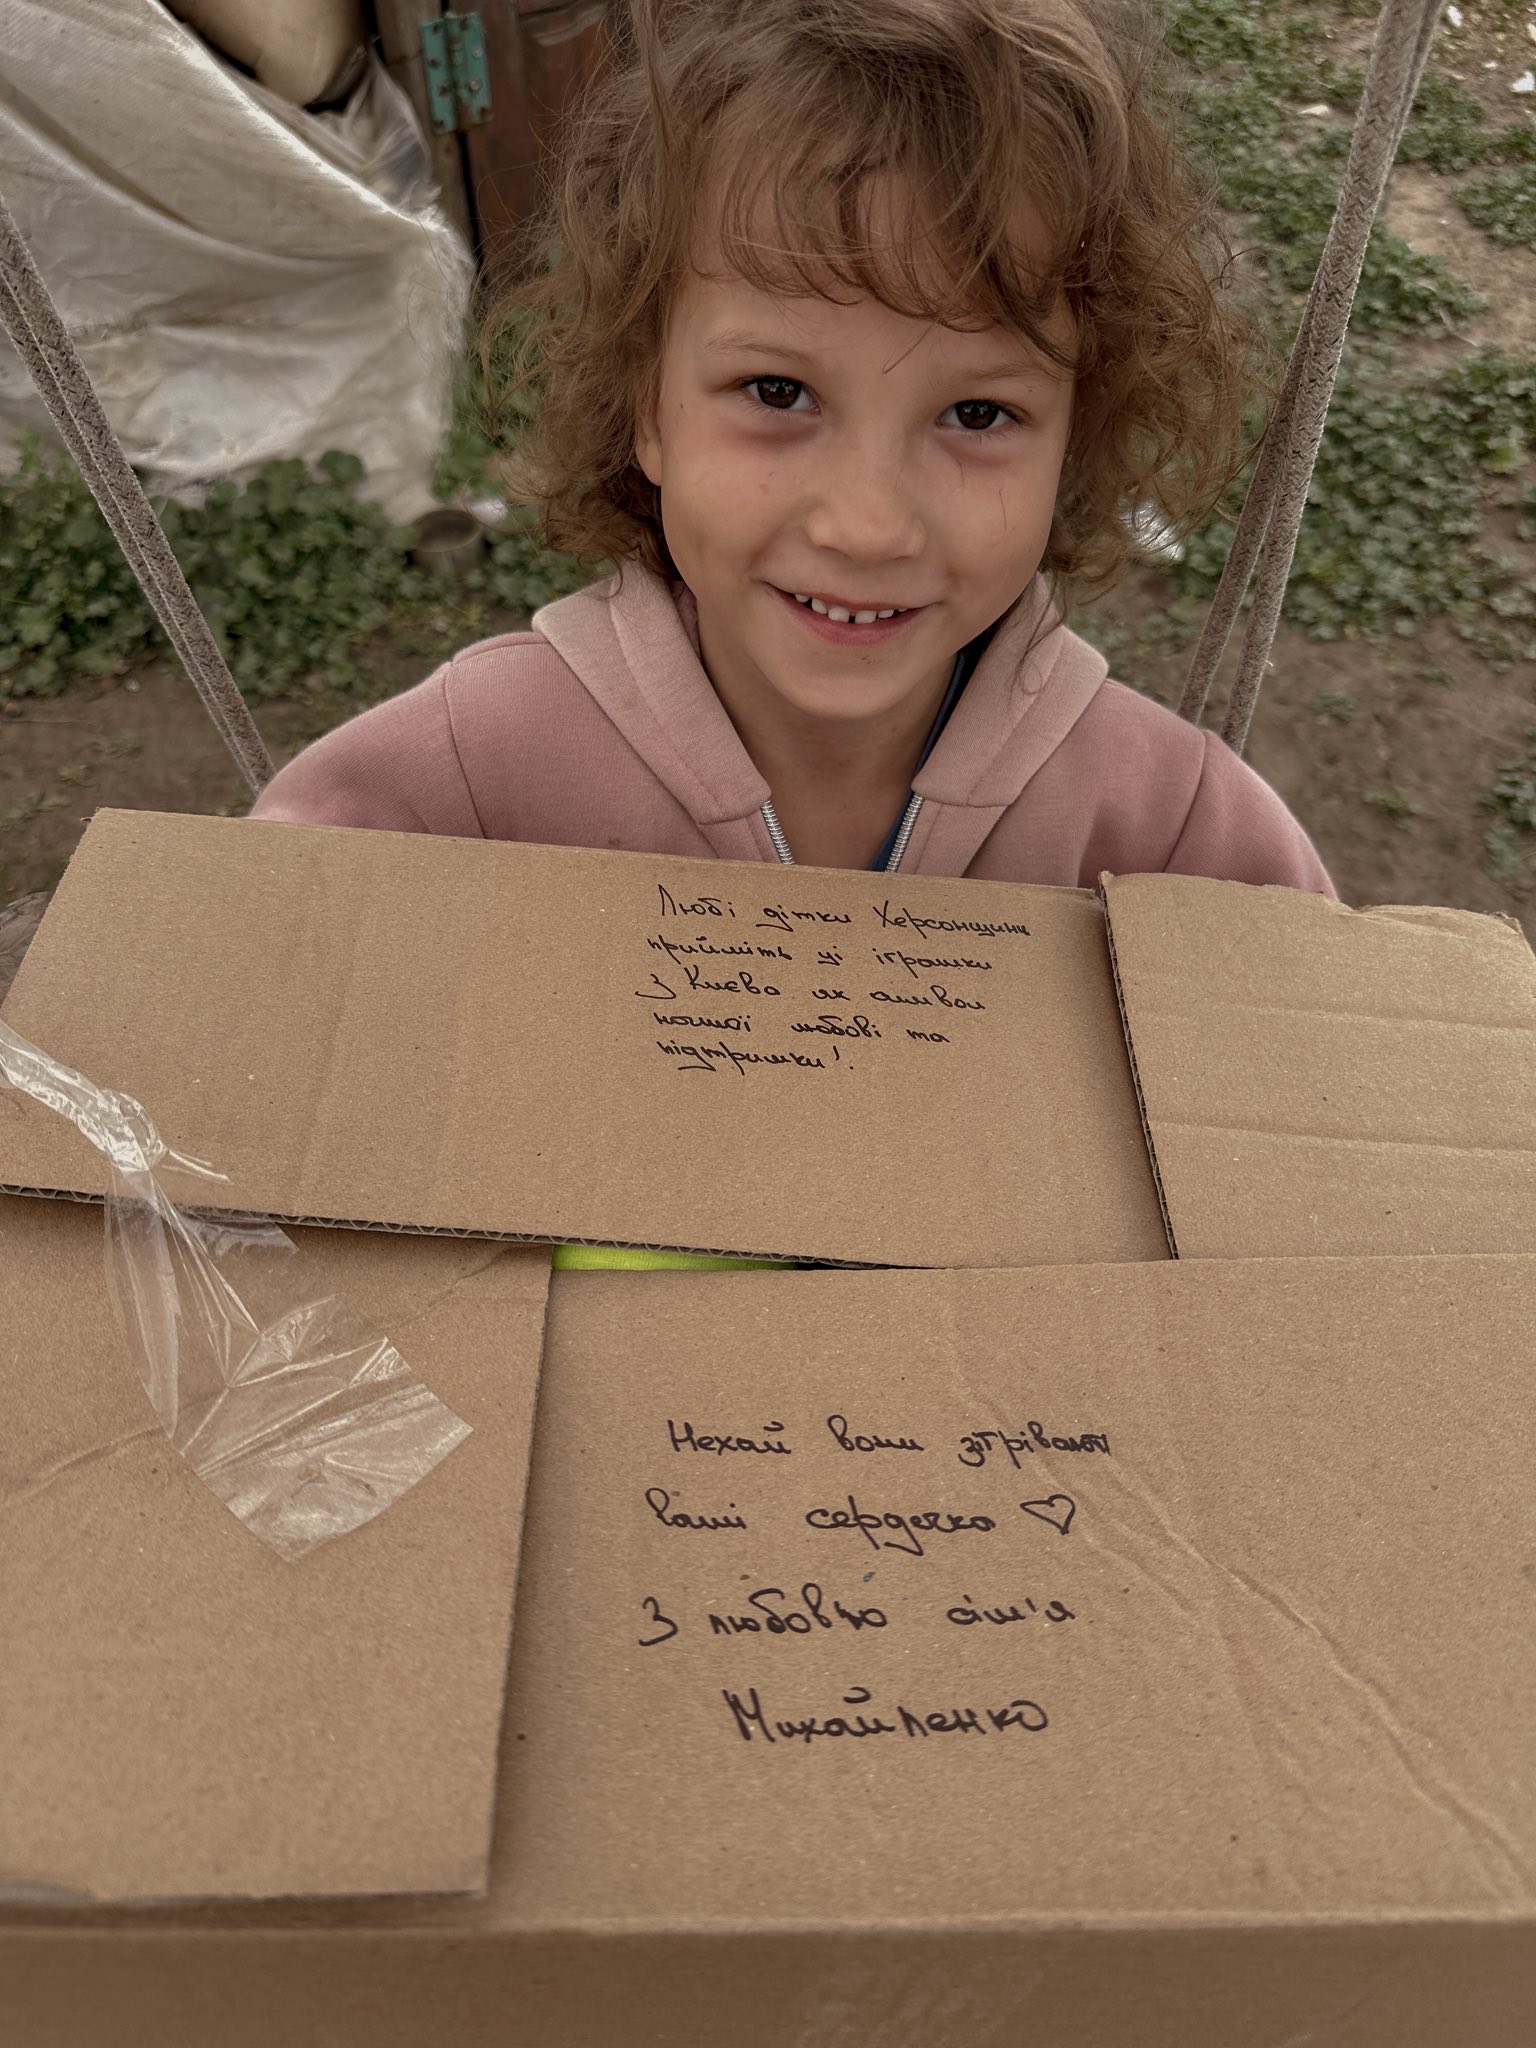 Любі дітки Херсонщини
прийміть ці іграшки
з Києва як символ
нашої любові та
підтримки!.
Нехай вони зігрівають
ваші сердечка ♡
З любов'ю сім'я
Михайленко